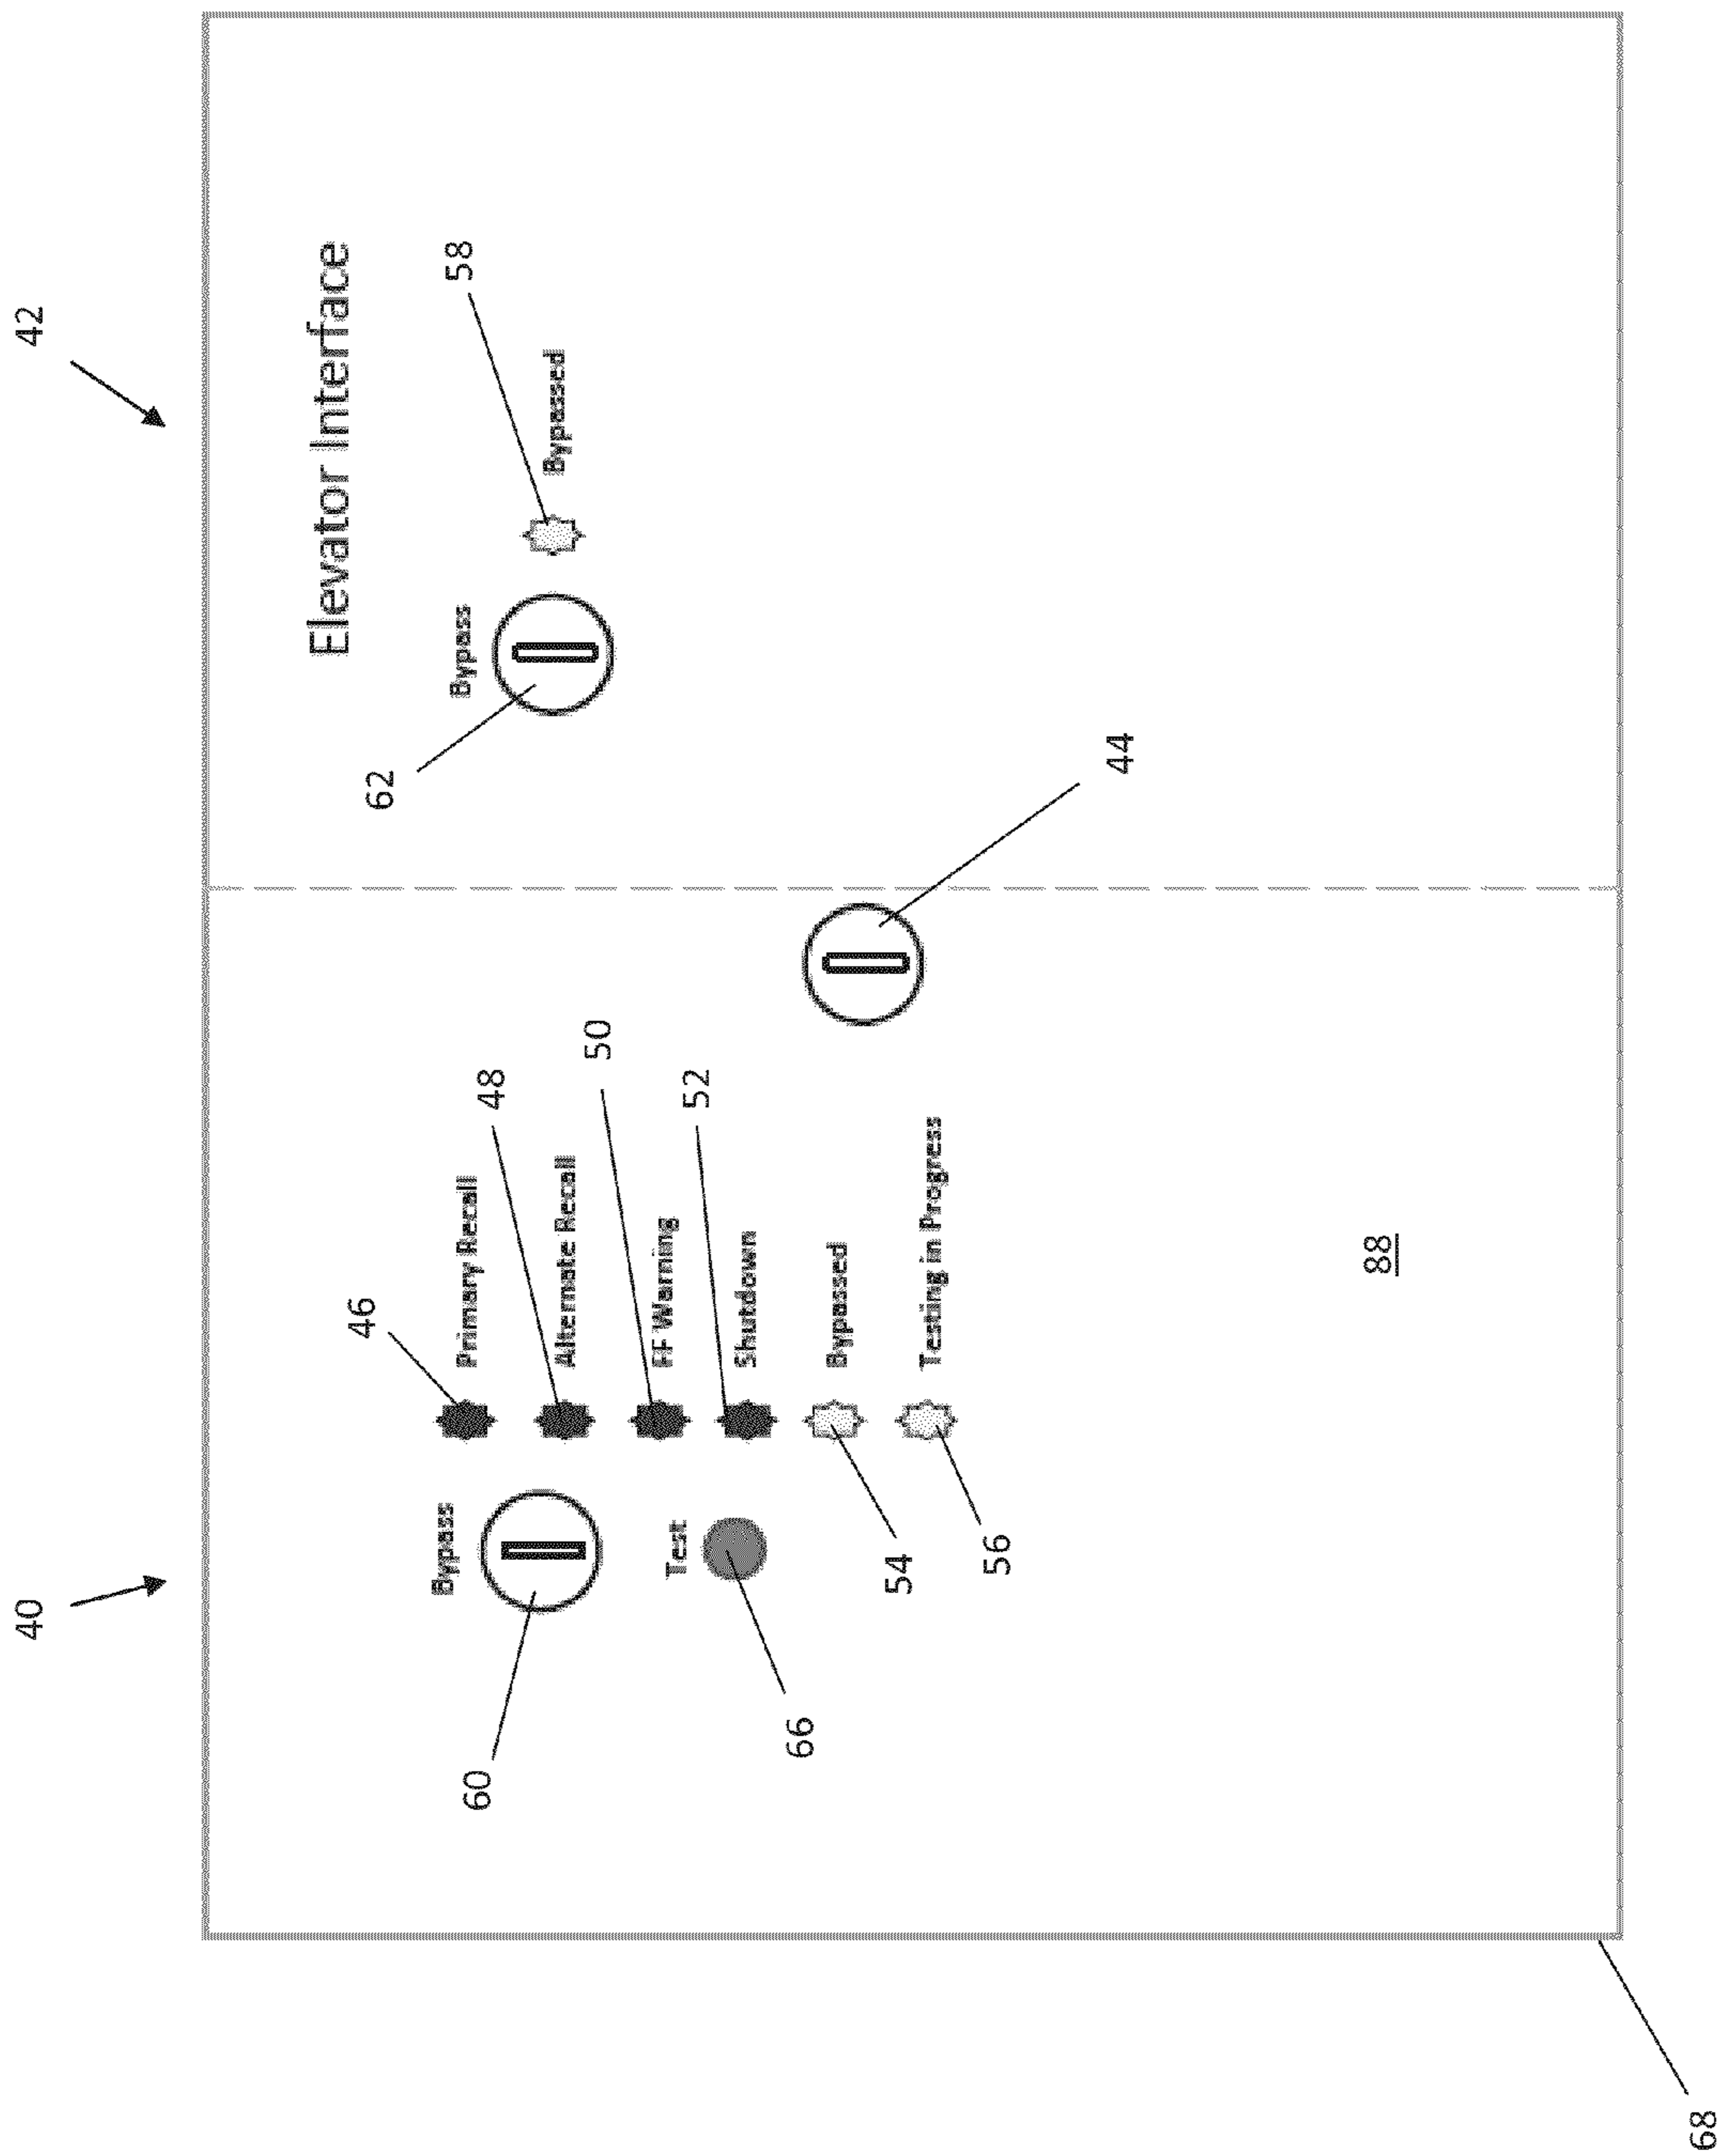 40
42
Elevator Interface
Bypass
Bypassed
58
62
46
Bypass
Primary Recall
48
60
Alternate Recall
50
FF Warning
52
Test
Shutdown
66
Bypassed
54
Testing in Progress
56
44
88
68